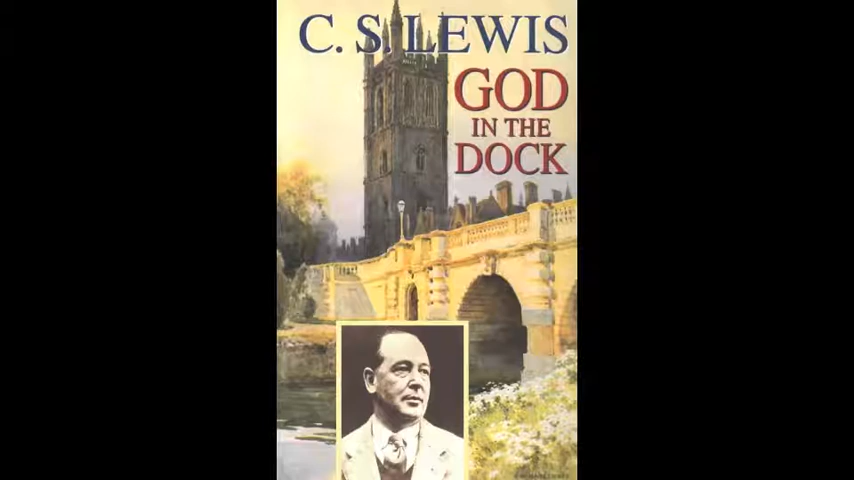 C. S. LEWIS
GOD
IN THE
DOCK